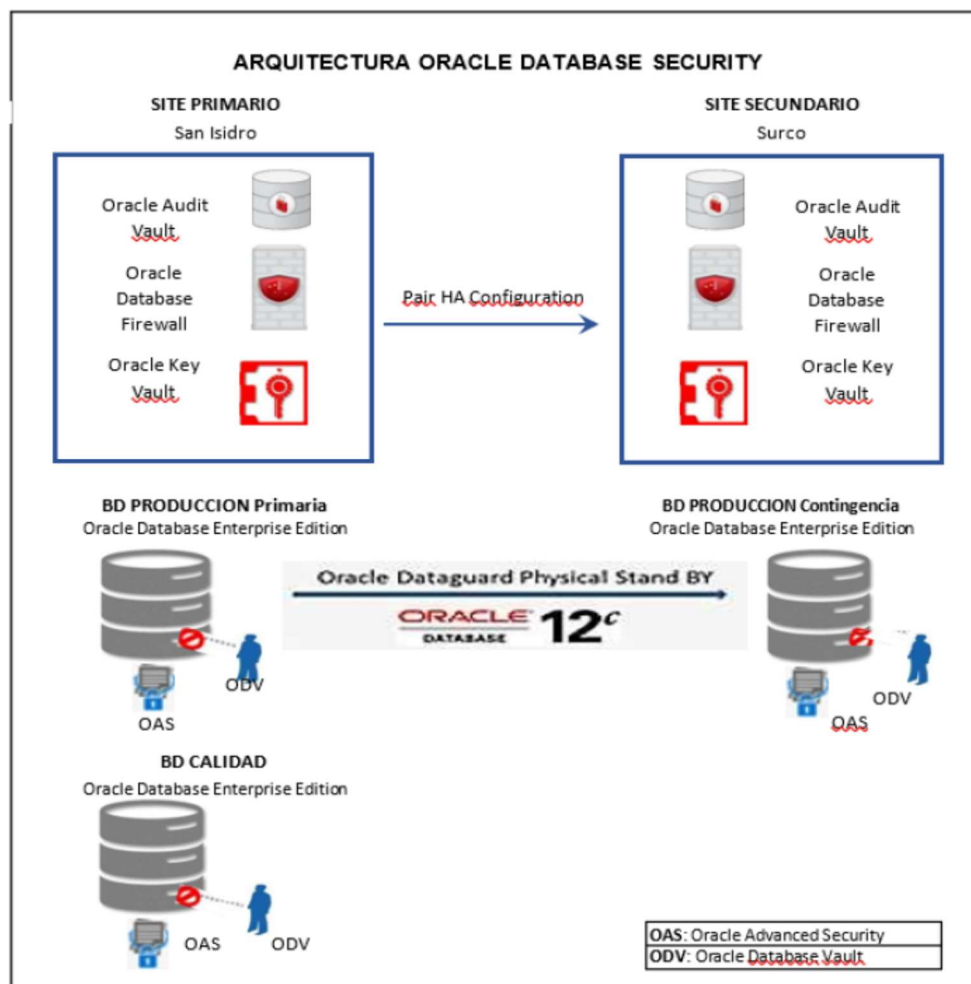 ARQUITECTURA ORACLE DATABASE SECURITY
SITE PRIMARIO
San Isidro
SITE SECUNDARIO
Surco
Oracle Audit
Vault
Oracle
Database
Firewall
Oracle Key
Vault
Pair HA Configuration
Oracle Audit
Vault
Oracle
Database
Firewall
Oracle Key
Vault
BD PRODUCCION Primaria
Oracle Database Enterprise Edition
BD PRODUCCION Contingencia
Oracle Database Enterprise Edition
Oracle Dataguard Physical Stand BY
ORACLE
DATABASE
12c
ODV
OAS
ODV
OAS
BD CALIDAD
Oracle Database Enterprise Edition
OAS
ODV
OAS: Oracle Advanced Security
ODV: Oracle Database Vault